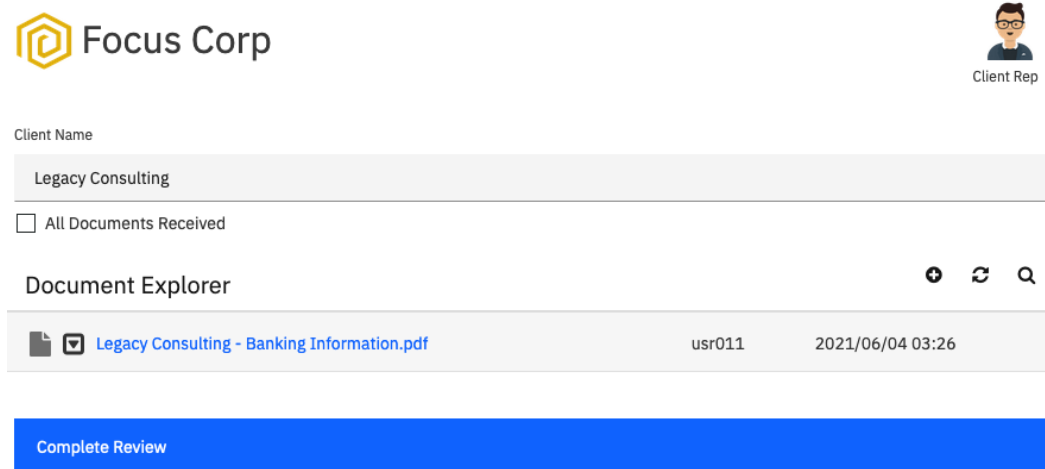 Focus Corp
Client Rep
Client Name
Legacy Consulting
All Documents Received
Document Explorer
Legacy Consulting - Banking Information.pdf usr011 2021/06/04 03:26
Complete Review